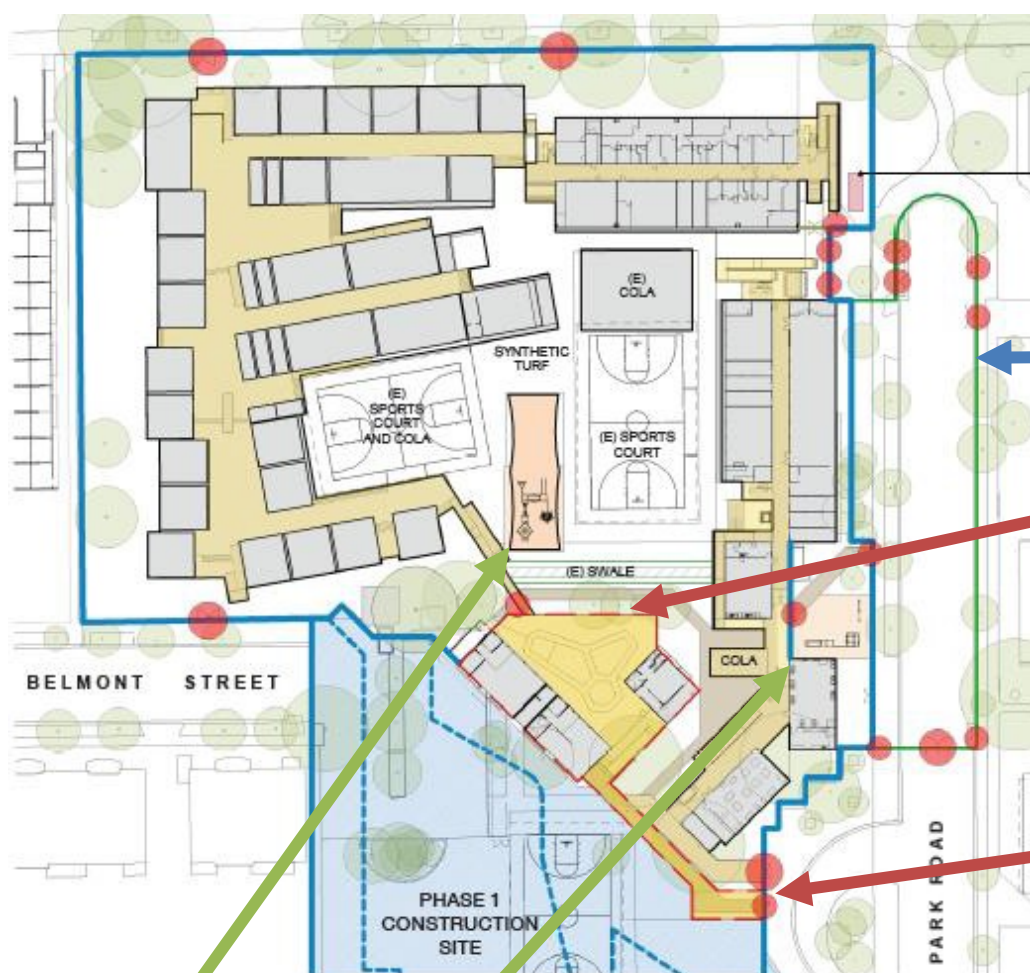 (E)
COLA
SYNTHETIC
TURF
(E)
SPORTS
COURT
AND COLA
(E) SPORTS
COURT
(E) SWALE
COLA
BELMONT STREET
PHASE 1
CONSTRUCTION
SITE
PARK ROAD